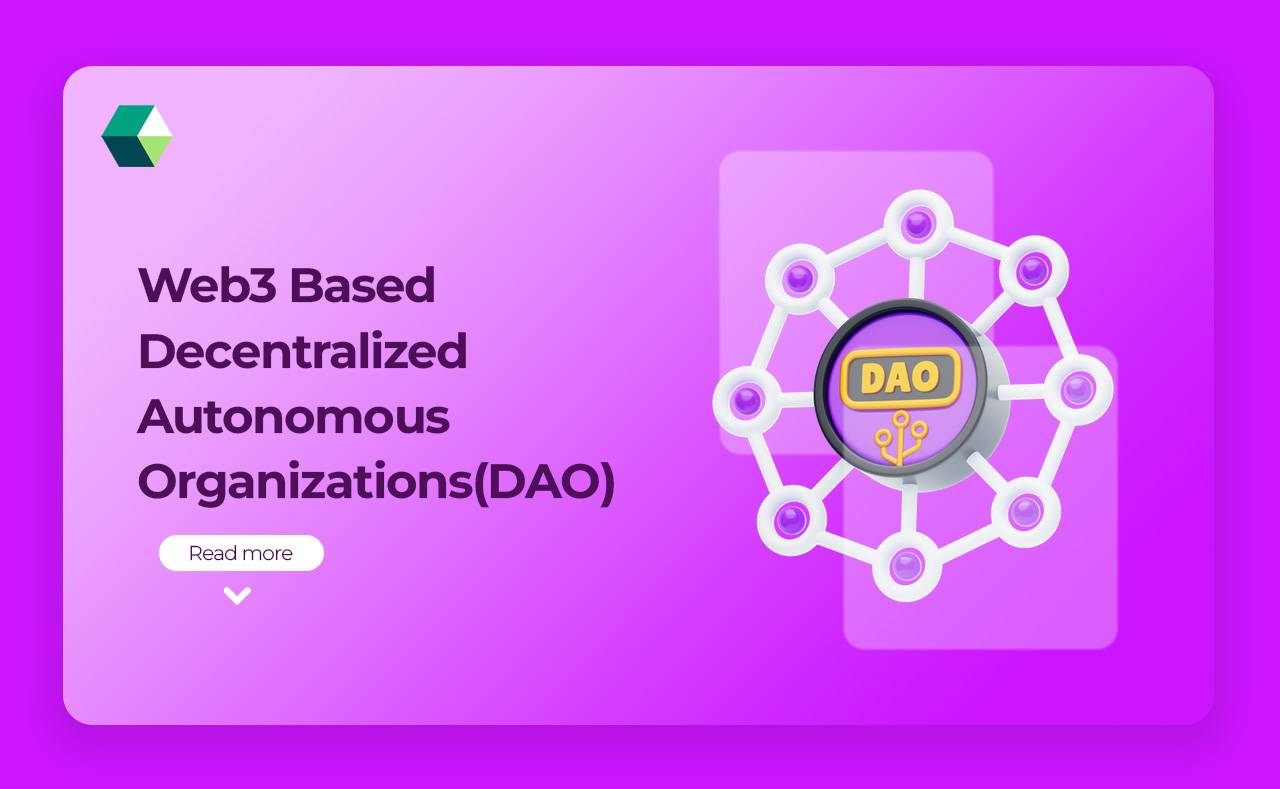 Web3 Based
Decentralized
Autonomous
Organizations(DAO)
Read more
DAO